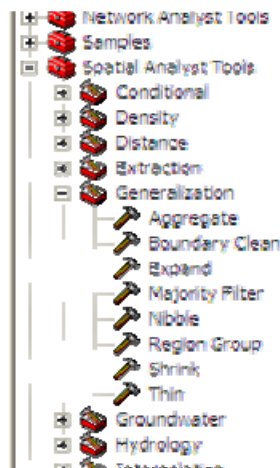 Network Analyst Tools
Samples
Spatial Analyst Tools
Conditional
Density
Distance
Extraction
Generalization
Aggregate
Boundary Clean
Expand
Majority Filter
Nibble
Region Group
Shrink
Thin
Groundwater
Hydrology